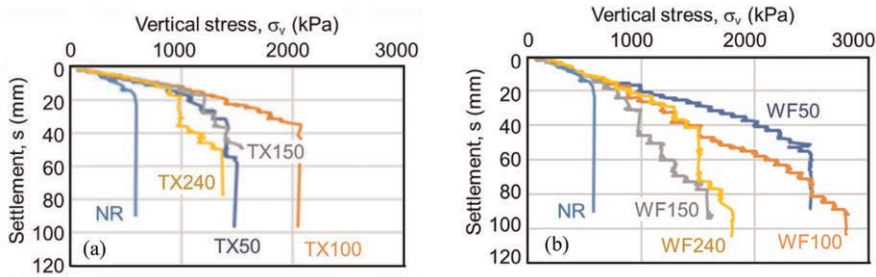 Vertical stress, σv (kPa)
0 1000 2000 3000
Settlement, s (mm)
0
20
40
60
80
100
120
TX150
TX240
NR
TX50
TX100
(a)
Vertical stress, σv (kPa)
0 1000 2000 3000
Settlement, s (mm)
0
20
40
60
80
100
120
WF50
NR
WF150
WF240
WF100
(b)